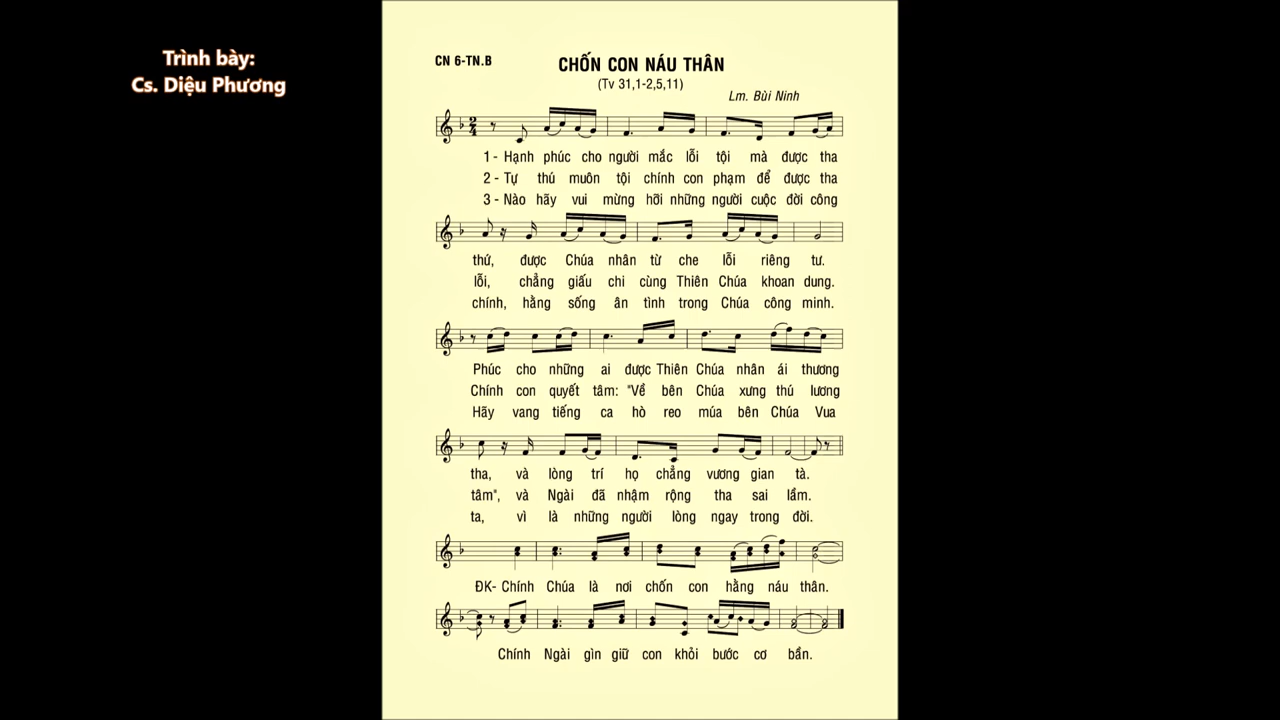 Trình bày:
Cs. Diệu Phương
CN 6-TN.B
CHỐN CON NÁU THÂN
(Tv 31,1-2,5,11)
Lm. Bùi Ninh
2
4
1 - Hạnh phúc cho người mắc lỗi tội mà được tha
2 - Tự thú muôn tội chính con phạm để được tha
3 - Nào hãy vui mừng hỡi những người cuộc đời công
thứ, được Chúa nhân từ che lỗi riêng tư.
lỗi, chẳng giấu chi cùng Thiên Chúa khoan dung.
chính, hằng sống ân tình trong Chúa công minh.
Phúc cho những ai được Thiên Chúa nhân ái thương
Chính con quyết tâm: "Về bên Chúa xưng thú lương
Hãy vang tiếng ca hò reo múa bên Chúa Vua
tha, và lòng trí họ chẳng vương gian tà.
tâm", và Ngài đã nhậm rộng tha sai lầm.
ta, vì là những người lòng ngay trong đời.
ĐK- Chính Chúa là nơi chốn con hằng náu thân.
Chính Ngài gìn giữ con khỏi bước cơ bần.